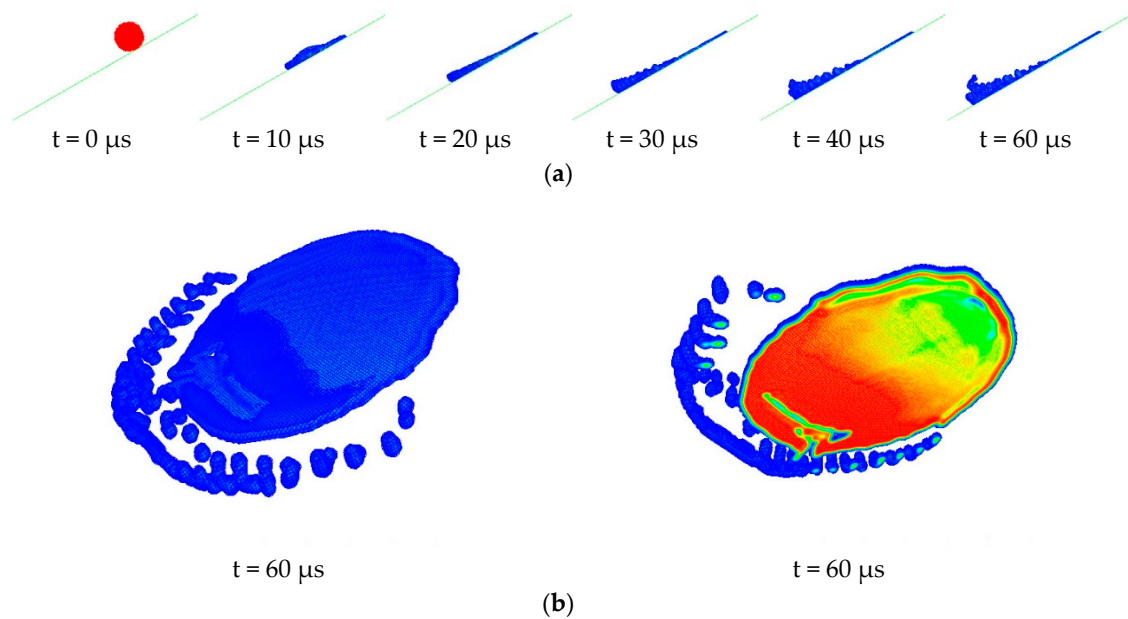 t = 0 µs t = 10 µs t = 20 µs t = 30 µs t = 40 µs t = 60 µs
(a)
t = 60 µs t = 60 µs
(b)